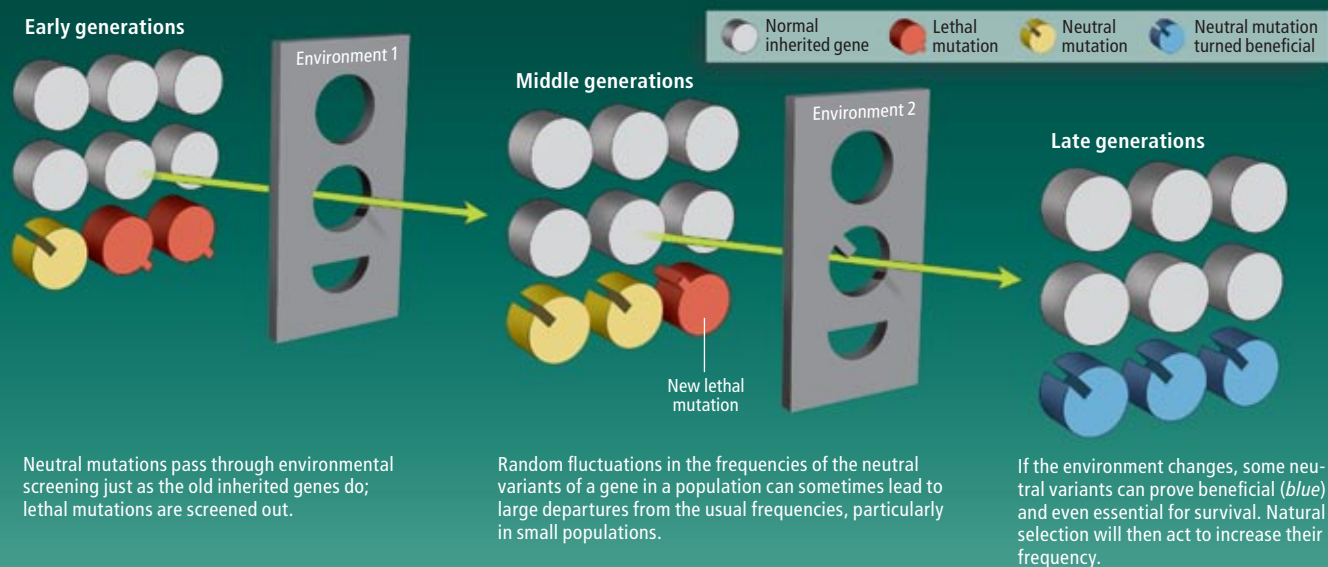 Early generations
Environment 1
Normal
inherited gene
Lethal
mutation
Neutral
mutation
Neutral mutation
turned beneficial
Middle generations
Environment 2
Late generations
New lethal
mutation
Neutral mutations pass through environmental
screening just as the old inherited genes do;
lethal mutations are screened out.
Random fluctuations in the frequencies of the neutral
variants of a gene in a population can sometimes lead to
large departures from the usual frequencies, particularly
in small populations.
If the environment changes, some neu-
tral variants can prove beneficial (blue)
and even essential for survival. Natural
selection will then act to increase their
frequency.